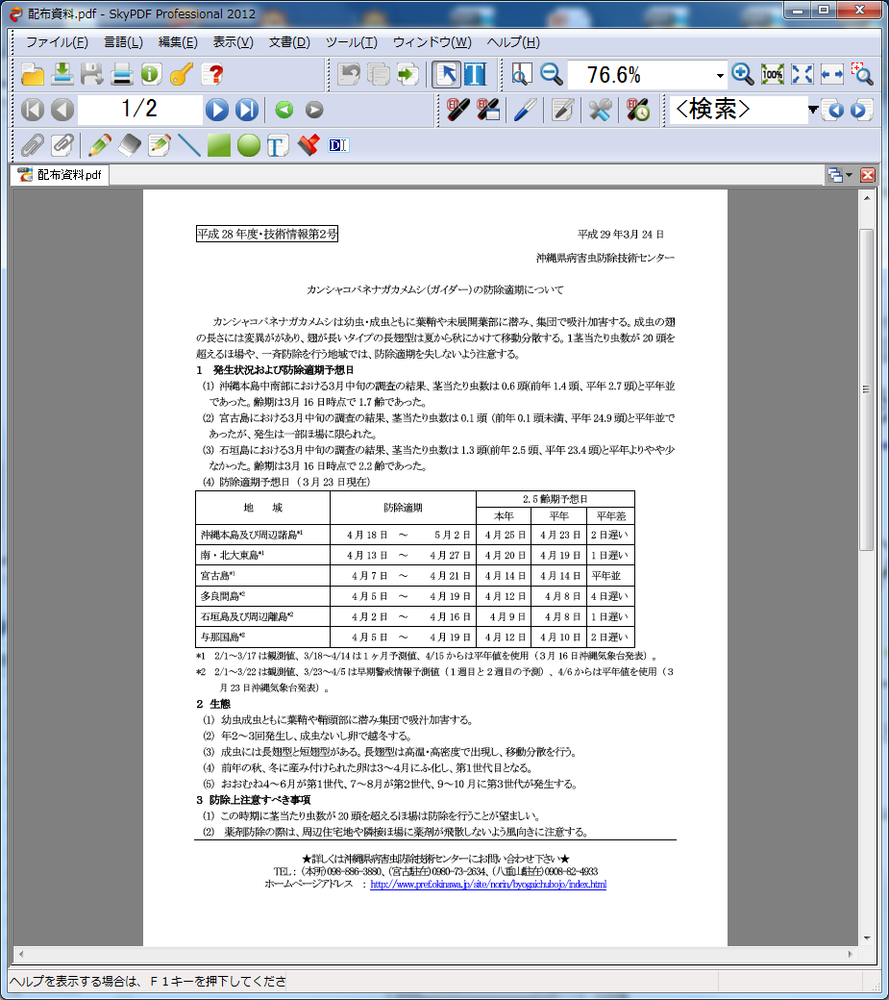 配布資料.pdf - SkyPDF Professional 2012
ファイル(F) 言語(L) 編集(E) 表示(V) 文書(D) ツール(T) ウィンドウ(W) ヘルプ(H)
76.6%
100%
1/2
<検索>
配布資料.pdf
平成 28 年度・技術情報第2号
平成 29 年3月 24 日
沖縄県病害虫防除技術センター
カンシャコバネナガカメムシ(ガイダー)の防除適期について
カンシャコバネナガカメムシは幼虫・成虫ともに葉鞘や未展開葉部に潜み、集団で吸汁加害する。成虫の翅
の長さには変異ががあり、翅が長いタイプの長翅型は夏から秋にかけて移動分散する。1茎当たり虫数が 20 頭を
超えるほ場や、一斉防除を行う地域では、防除適期を失しないよう注意する。
1 発生状況および防除適期予想日
(1) 沖縄本島中南部における3月中旬の調査の結果、茎当たり虫数は 0.6 頭(前年 1.4 頭、平年 2.7 頭)と平年並
であった。齢期は3月 16 日時点で 1.7 齢であった。
(2) 宮古島における3月中旬の調査の結果、茎当たり虫数は 0.1 頭 (前年 0.1 頭未満、平年 24.9 頭)と平年並で
あったが、発生は一部ほ場に限られた。
(3) 石垣島における3月中旬の調査の結果、茎当たり虫数は 1.3 頭(前年 2.5 頭、平年 23.4 頭)と平年よりやや少
なかった。齢期は3月 16 日時点で 2.2 齢であった。
(4) 防除適期予想日 (3月 23 日現在)
地 域 防除適期 2.5 齢期予想日
本年 平年 平年差
沖縄本島及び周辺諸島*1 4月 18 日 ～ 5月 2 日 4月 25 日 4月 23 日 2 日遅い
南・北大東島*1 4月 13 日 ～ 4月 27 日 4月 20 日 4月 19 日 1 日遅い
宮古島*1 4月 7 日 ～ 4月 21 日 4月 14 日 4月 14 日 平年並
多良間島*2 4月 5 日 ～ 4月 19 日 4月 12 日 4月 8 日 4 日遅い
石垣島及び周辺離島*2 4月 2 日 ～ 4月 16 日 4月 9 日 4月 8 日 1 日遅い
与那国島*2 4月 5 日 ～ 4月 19 日 4月 12 日 4月 10 日 2 日遅い
*1 2/1～3/17 は観測値、3/18～4/14 は1ヶ月予測値、4/15 からは平年値を使用(3月 16 日沖縄気象台発表)。
*2 2/1～3/22 は観測値、3/23～4/5 は早期警戒情報予測値(1週目と2週目の予測)、4/6 からは平年値を使用(3
月 23 日沖縄気象台発表)。
2 生態
(1) 幼虫成虫ともに葉鞘や鞘頭部に潜み集団で吸汁加害する。
(2) 年2～3回発生し、成虫ないし卵で越冬する。
(3) 成虫には長翅型と短翅型がある。長翅型は高温・高密度で出現し、移動分散を行う。
(4) 前年の秋、冬に産み付けられた卵は3～4月にふ化し、第1世代目となる。
(5) おおむね4～6月が第1世代、7～8月が第2世代、9～10 月に第3世代が発生する。
3 防除上注意すべき事項
(1) この時期に茎当たり虫数が 20 頭を超えるほ場は防除を行うことが望ましい。
(2) 薬剤防除の際は、周辺住宅地や隣接ほ場に薬剤が飛散しないよう風向きに注意する。
★詳しくは沖縄県病害虫防除技術センターにお問い合わせ下さい★
TEL: (本所)098-886-3880、(宮古駐在)0980-73-2634、(八重山駐在)0908-82-4933
ホームページアドレス : http://www.pref.okinawa.jp/site/norin/byogaichubojo/index.html
ヘルプを表示する場合は、F1キーを押下してくださ